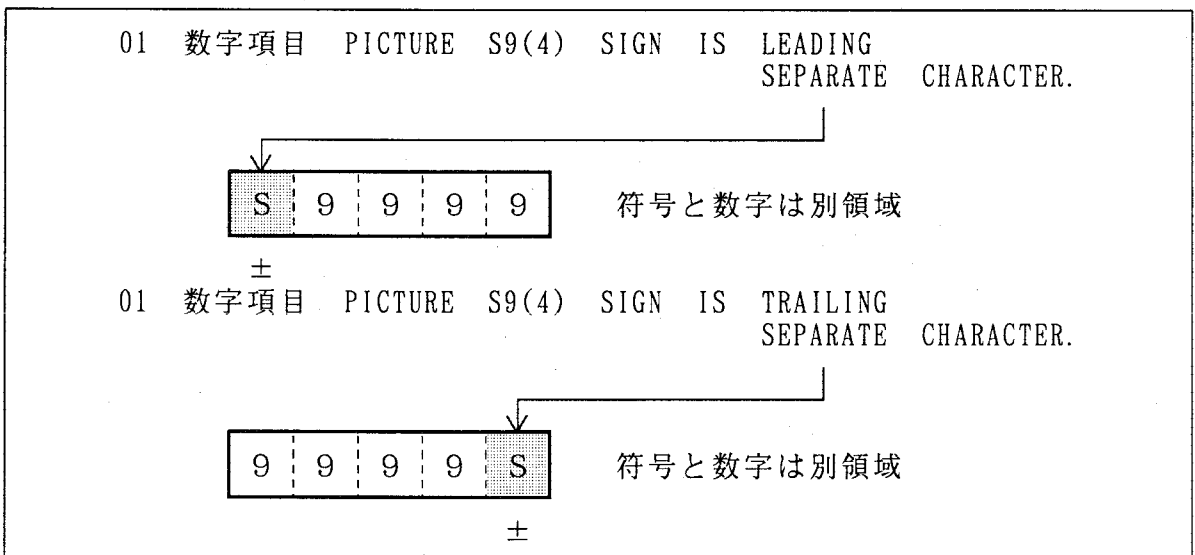 01 数字項目 PICTURE S9(4) SIGN IS LEADING
SEPARATE CHARACTER.
S 9 9 9 9 符号と数字は別領域
±
01 数字項目 PICTURE S9(4) SIGN IS TRAILING
SEPARATE CHARACTER.
9 9 9 9 S 符号と数字は別領域
±